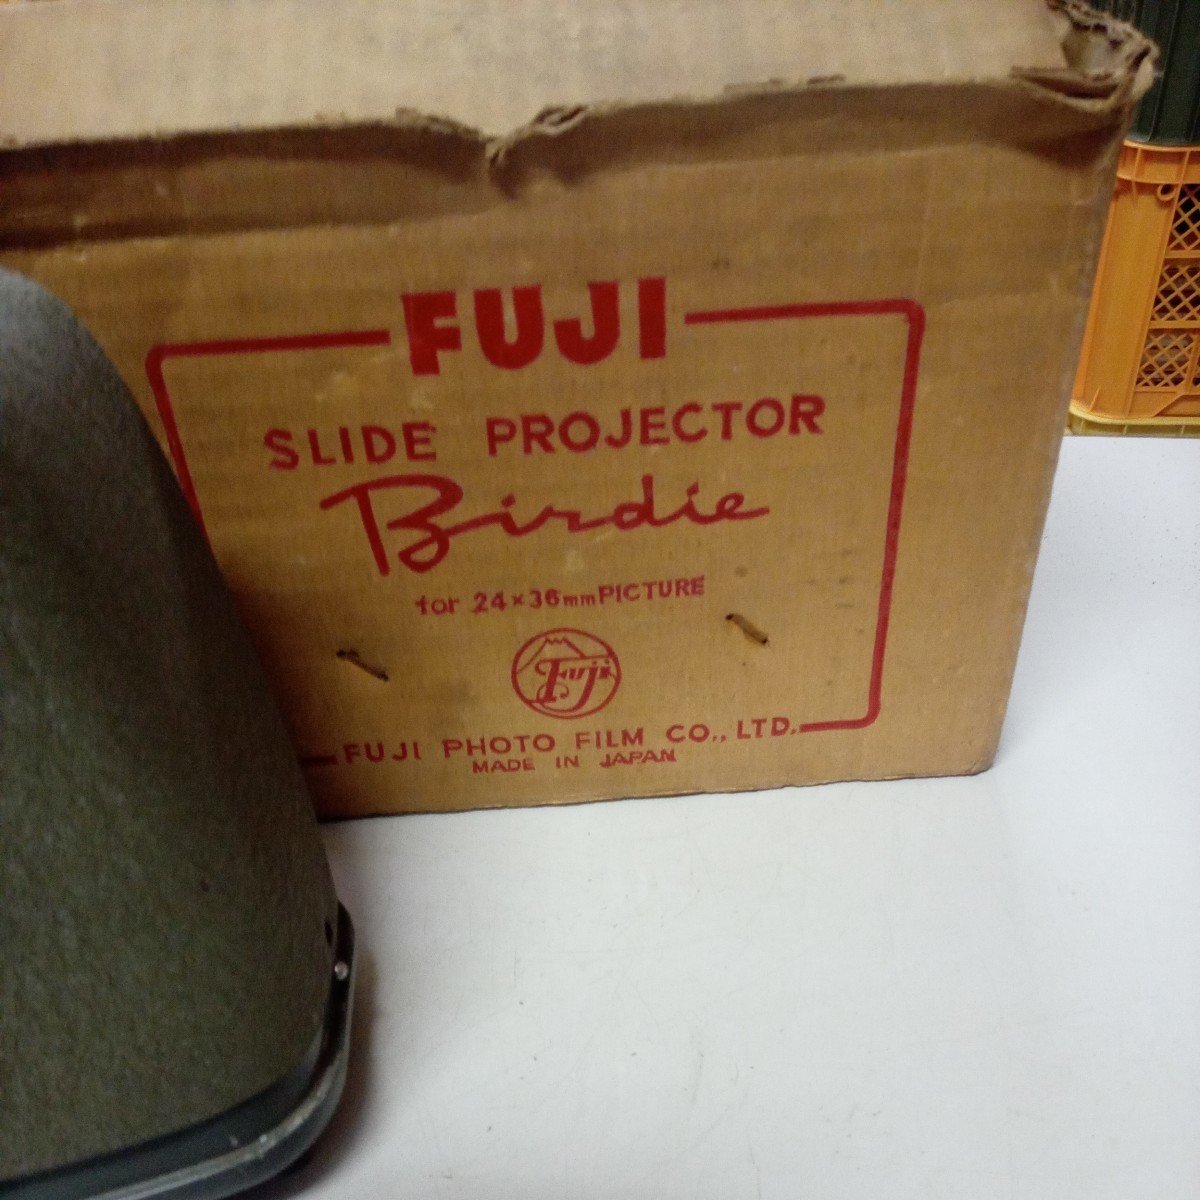 FUJI
SLIDE PROJECTOR
Birdie
for 24×36mm PICTURE
Fuji
FUJI PHOTO FILM CO., LTD.
MADE IN JAPAN